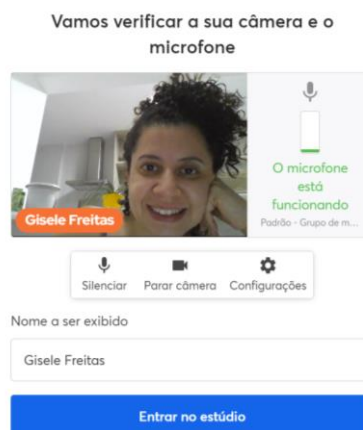 Vamos verificar a sua câmera e o
microfone
Gisele Freitas
O microfone
está
funcionando
Padrão - Grupo de m...
Silenciar Parar câmera Configurações
Nome a ser exibido
Gisele Freitas
Entrar no estúdio